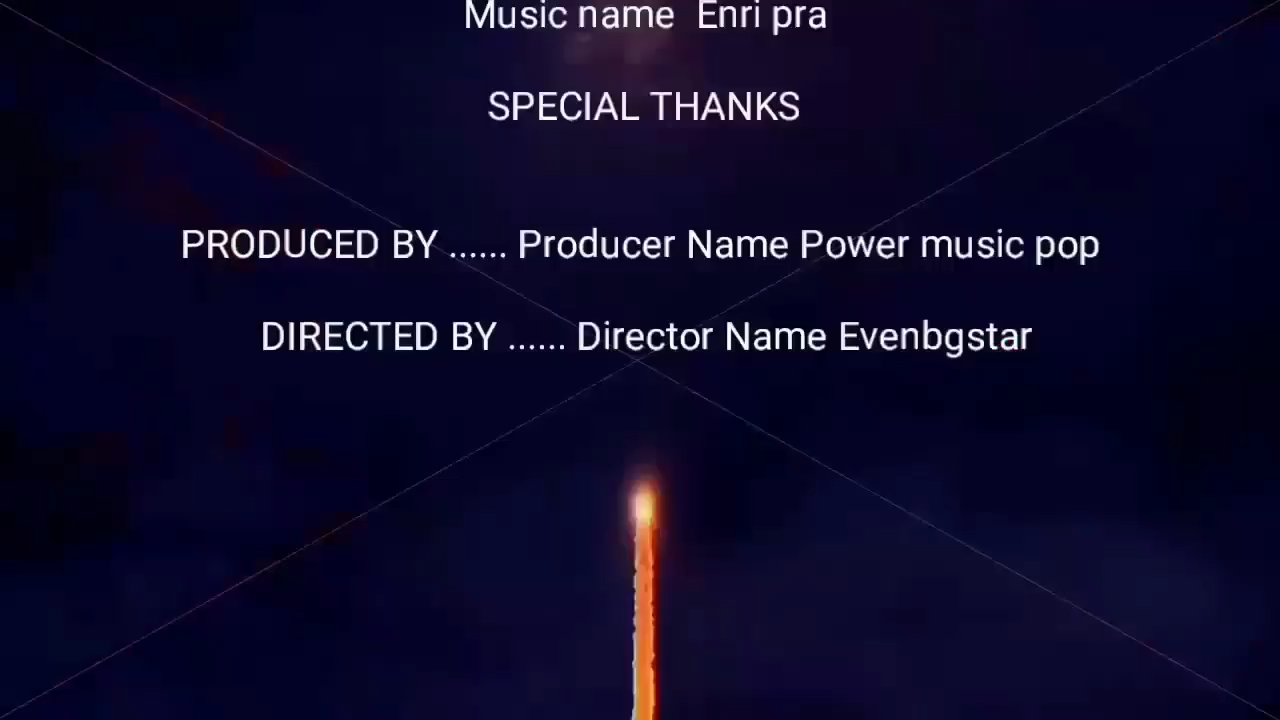 Music name Enri pra
SPECIAL THANKS
PRODUCED BY ...... Producer Name Power music pop
DIRECTED BY ...... Director Name Evenbgstar